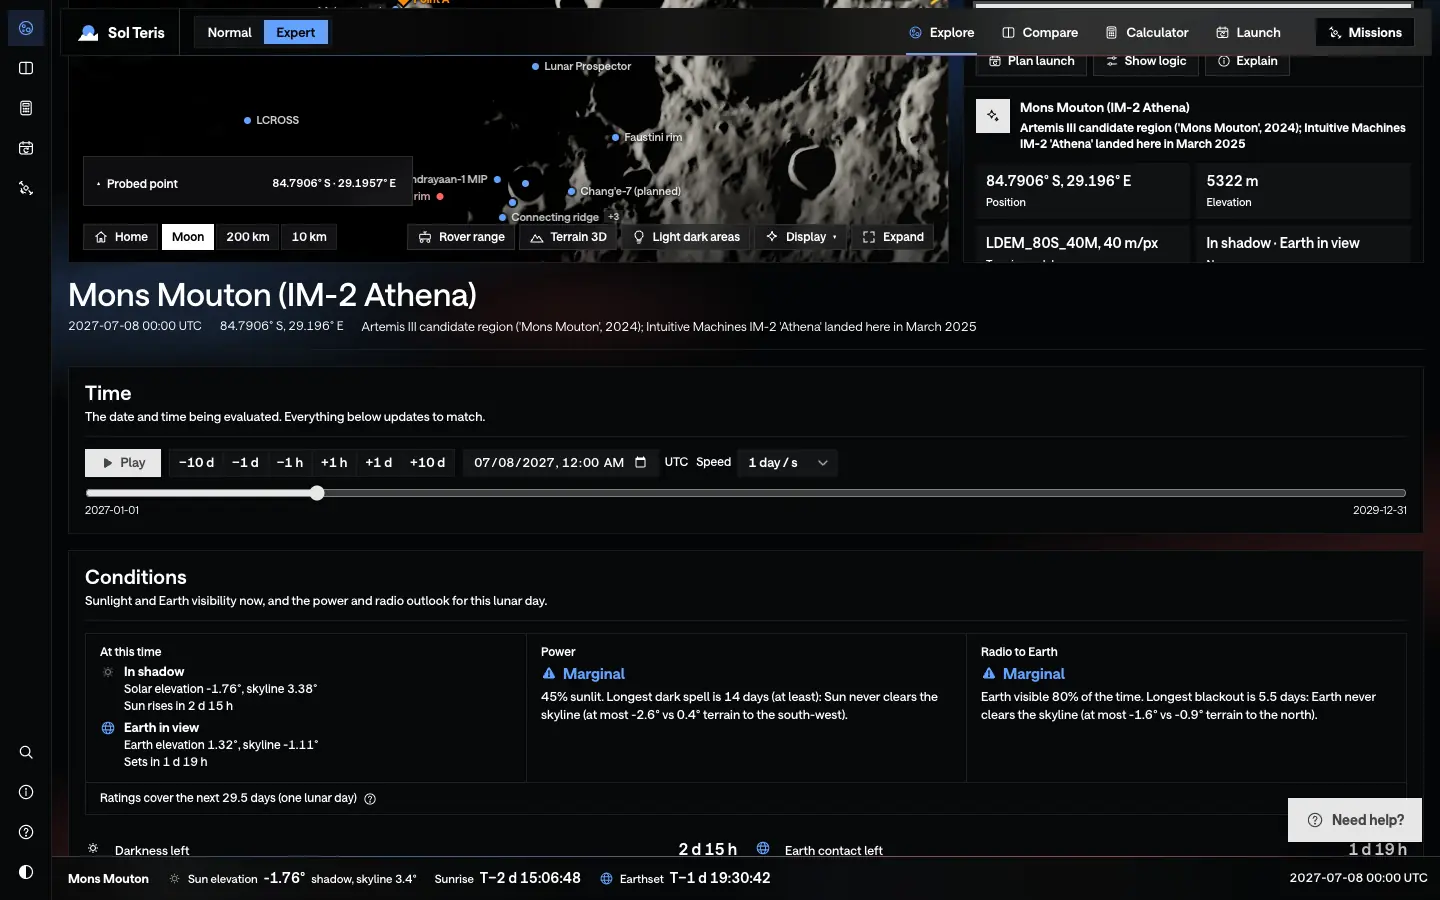 Sol Teris
Normal
Expert
Explore
Compare
Calculator
Launch
Missions
Lunar Prospector
LCROSS
Faustini rim
Probed point
84.7906° S · 29.1957° E
ndrayaan-1 MIP
rim
Chang'e-7 (planned)
Connecting ridge +3
Home
Moon
200 km
10 km
Rover range
Terrain 3D
Light dark areas
Display
Expand
Plan launch
Show logic
Explain
Mons Mouton (IM-2 Athena)
Artemis III candidate region ('Mons Mouton', 2024); Intuitive Machines
IM-2 'Athena' landed here in March 2025
84.7906° S, 29.196° E
Position
5322 m
Elevation
LDEM_80S_40M, 40 m/px
In shadow · Earth in view
Mons Mouton (IM-2 Athena)
2027-07-08 00:00 UTC 84.7906° S, 29.196° E Artemis III candidate region ('Mons Mouton', 2024); Intuitive Machines IM-2 'Athena' landed here in March 2025
Time
The date and time being evaluated. Everything below updates to match.
Play
−10 d
−1 d
−1 h
+1 h
+1 d
+10 d
07/08/2027, 12:00 AM
UTC
Speed
1 day / s
2027-01-01
2029-12-31
Conditions
Sunlight and Earth visibility now, and the power and radio outlook for this lunar day.
At this time
In shadow
Solar elevation -1.76°, skyline 3.38°
Sun rises in 2 d 15 h
Earth in view
Earth elevation 1.32°, skyline -1.11°
Sets in 1 d 19 h
Power
Marginal
45% sunlit. Longest dark spell is 14 days (at least): Sun never clears the
skyline (at most -2.6° vs 0.4° terrain to the south-west).
Radio to Earth
Marginal
Earth visible 80% of the time. Longest blackout is 5.5 days: Earth never
clears the skyline (at most -1.6° vs -0.9° terrain to the north).
Ratings cover the next 29.5 days (one lunar day)
Need help?
Darkness left
2 d 15 h
Earth contact left
1 d 19 h
Mons Mouton
Sun elevation -1.76° shadow, skyline 3.4°
Sunrise T−2 d 15:06:48
Earthset T−1 d 19:30:42
2027-07-08 00:00 UTC